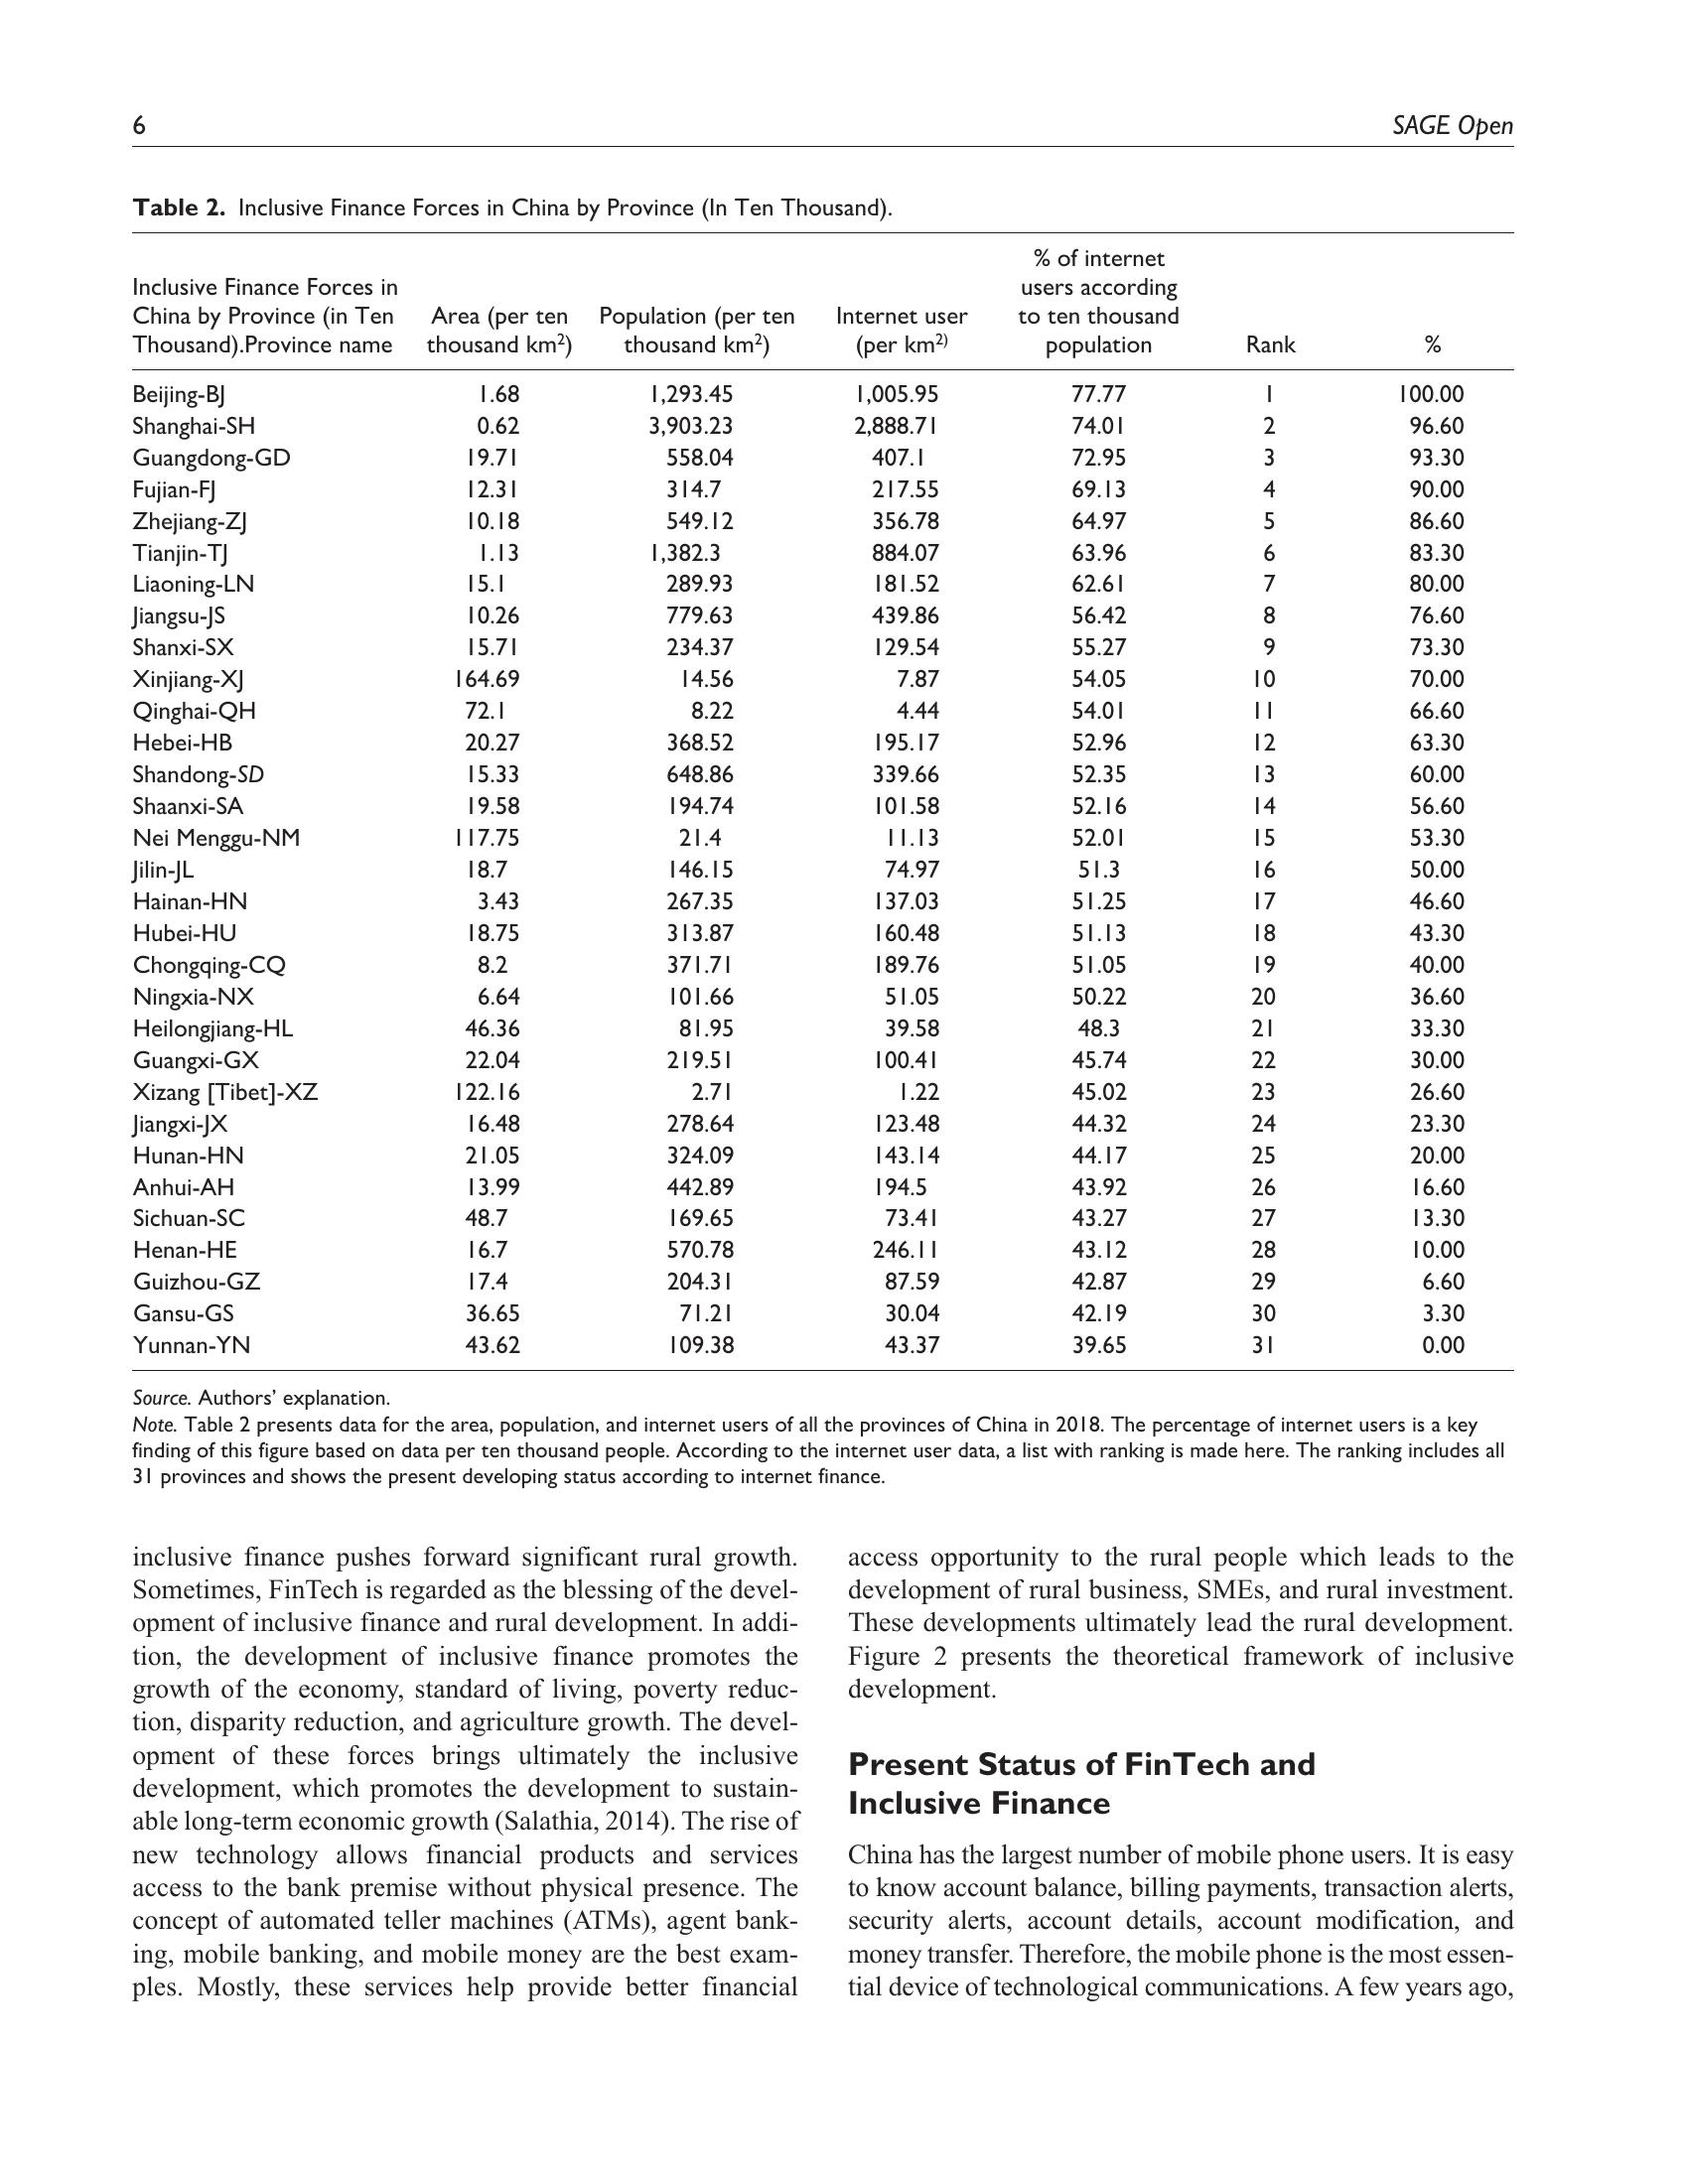 6
SAGE Open
Table 2. Inclusive Finance Forces in China by Province (In Ten Thousand).
Inclusive Finance Forces in China by Province (in Ten Thousand).Province name Area (per ten thousand km2) Population (per ten thousand km2) Internet user (per km2) % of internet users according to ten thousand population Rank %
Beijing-BJ 1.68 1,293.45 1,005.95 77.77 1 100.00
Shanghai-SH 0.62 3,903.23 2,888.71 74.01 2 96.60
Guangdong-GD 19.71 558.04 407.1 72.95 3 93.30
Fujian-FJ 12.31 314.7 217.55 69.13 4 90.00
Zhejiang-ZJ 10.18 549.12 356.78 64.97 5 86.60
Tianjin-TJ 1.13 1,382.3 884.07 63.96 6 83.30
Liaoning-LN 15.1 289.93 181.52 62.61 7 80.00
Jiangsu-JS 10.26 779.63 439.86 56.42 8 76.60
Shanxi-SX 15.71 234.37 129.54 55.27 9 73.30
Xinjiang-XJ 164.69 14.56 7.87 54.05 10 70.00
Qinghai-QH 72.1 8.22 4.44 54.01 11 66.60
Hebei-HB 20.27 368.52 195.17 52.96 12 63.30
Shandong-SD 15.33 648.86 339.66 52.35 13 60.00
Shaanxi-SA 19.58 194.74 101.58 52.16 14 56.60
Nei Menggu-NM 117.75 21.4 11.13 52.01 15 53.30
Jilin-JL 18.7 146.15 74.97 51.3 16 50.00
Hainan-HN 3.43 267.35 137.03 51.25 17 46.60
Hubei-HU 18.75 313.87 160.48 51.13 18 43.30
Chongqing-CQ 8.2 371.71 189.76 51.05 19 40.00
Ningxia-NX 6.64 101.66 51.05 50.22 20 36.60
Heilongjiang-HL 46.36 81.95 39.58 48.3 21 33.30
Guangxi-GX 22.04 219.51 100.41 45.74 22 30.00
Xizang [Tibet]-XZ 122.16 2.71 1.22 45.02 23 26.60
Jiangxi-JX 16.48 278.64 123.48 44.32 24 23.30
Hunan-HN 21.05 324.09 143.14 44.17 25 20.00
Anhui-AH 13.99 442.89 194.5 43.92 26 16.60
Sichuan-SC 48.7 169.65 73.41 43.27 27 13.30
Henan-HE 16.7 570.78 246.11 43.12 28 10.00
Guizhou-GZ 17.4 204.31 87.59 42.87 29 6.60
Gansu-GS 36.65 71.21 30.04 42.19 30 3.30
Yunnan-YN 43.62 109.38 43.37 39.65 31 0.00
Source. Authors' explanation.
Note. Table 2 presents data for the area, population, and internet users of all the provinces of China in 2018. The percentage of internet users is a key
finding of this figure based on data per ten thousand people. According to the internet user data, a list with ranking is made here. The ranking includes all
31 provinces and shows the present developing status according to internet finance.
inclusive finance pushes forward significant rural growth.
Sometimes, FinTech is regarded as the blessing of the devel-
opment of inclusive finance and rural development. In addi-
tion, the development of inclusive finance promotes the
growth of the economy, standard of living, poverty reduc-
tion, disparity reduction, and agriculture growth. The devel-
opment of these forces brings ultimately the inclusive
development, which promotes the development to sustain-
able long-term economic growth (Salathia, 2014). The rise of
new technology allows financial products and services
access to the bank premise without physical presence. The
concept of automated teller machines (ATMs), agent bank-
ing, mobile banking, and mobile money are the best exam-
ples. Mostly, these services help provide better financial
access opportunity to the rural people which leads to the
development of rural business, SMEs, and rural investment.
These developments ultimately lead the rural development.
Figure 2 presents the theoretical framework of inclusive
development.
Present Status of FinTech and
Inclusive Finance
China has the largest number of mobile phone users. It is easy
to know account balance, billing payments, transaction alerts,
security alerts, account details, account modification, and
money transfer. Therefore, the mobile phone is the most essen-
tial device of technological communications. A few years ago,